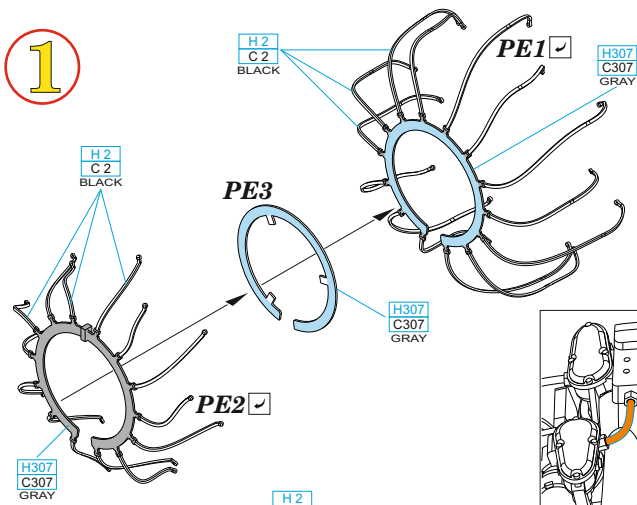 1
H 2
C 2
BLACK
PE1
H307
C307
GRAY
H 2
C 2
BLACK
PE3
H307
C307
GRAY
PE2
H307
C307
GRAY
H 2